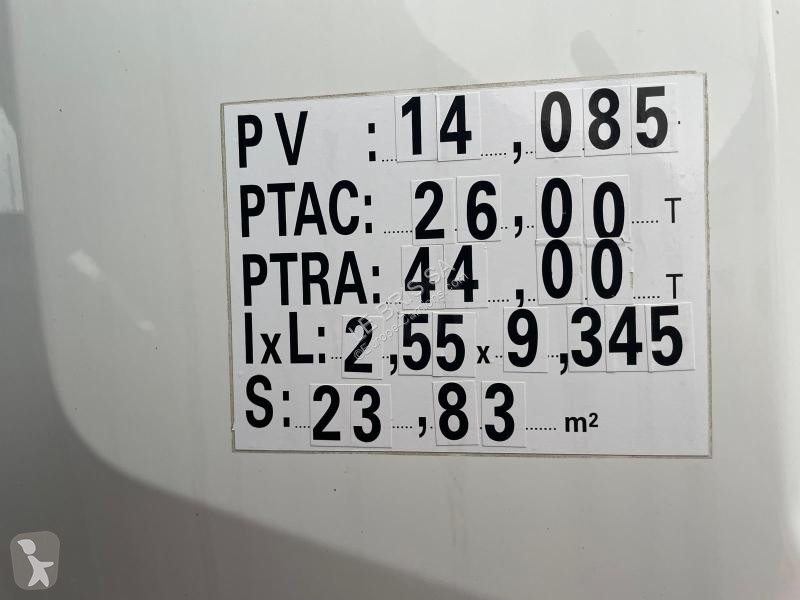 PV : 14 , 085
PTAC: 26,00 T
PTRA: 44 , 00 T
IxL: 2,55 x 9,345
S: 23 , 83 m²